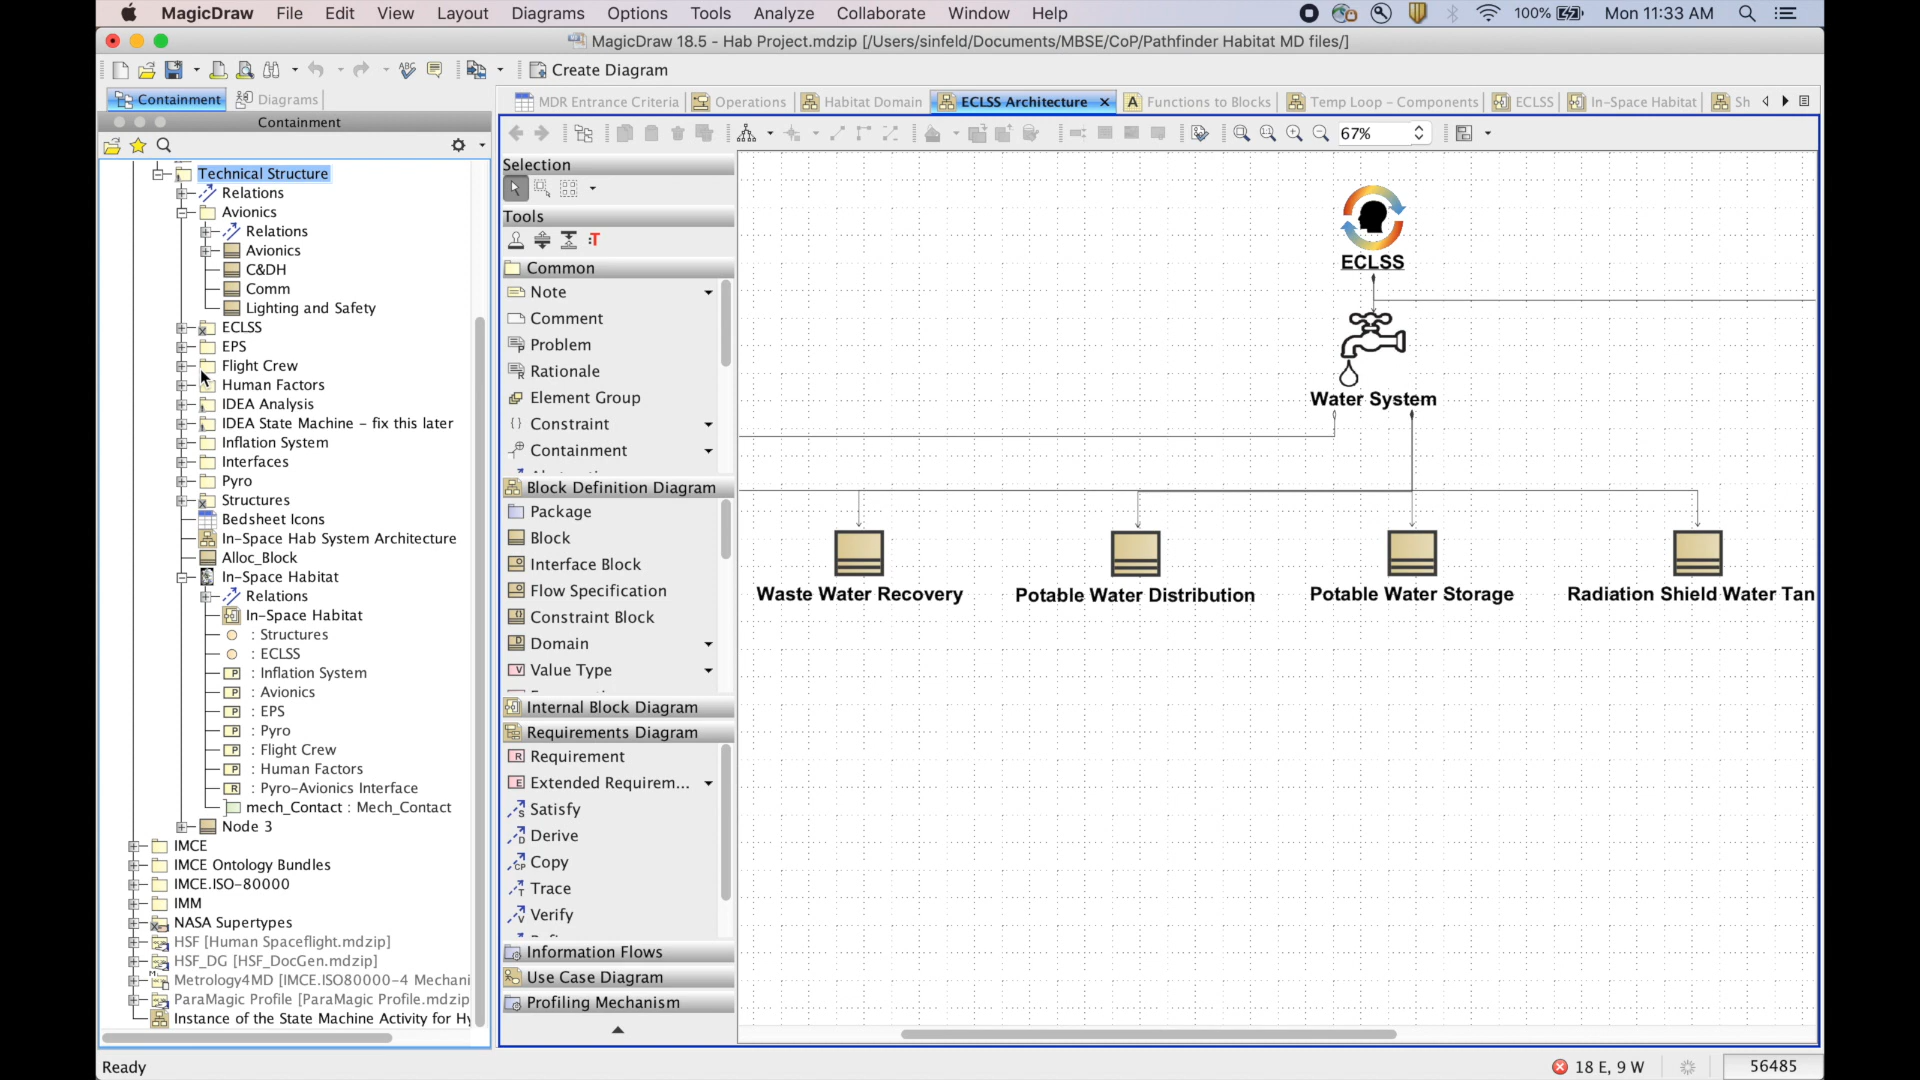 MagicDraw File Edit View Layout Diagrams Options Tools Analyze Collaborate Window Help 100% Mon 11:33 AM
MagicDraw 18.5 - Hab Project.mdzip [/Users/sinfeld/Documents/MBSE/CoP/Pathfinder Habitat MD files/]
Create Diagram
Containment Diagrams
MDR Entrance Criteria Operations Habitat Domain ECLSS Architecture Functions to Blocks Temp Loop - Components ECLSS In-Space Habitat Sh
Containment
67%
Technical Structure
Relations
Avionics
Relations
Avionics
C&DH
Comm
Lighting and Safety
ECLSS
EPS
Flight Crew
Human Factors
IDEA Analysis
IDEA State Machine - fix this later
Inflation System
Interfaces
Pyro
Structures
Bedsheet Icons
In-Space Hab System Architecture
Alloc_Block
In-Space Habitat
Relations
In-Space Habitat
: Structures
: ECLSS
: Inflation System
: Avionics
: EPS
: Pyro
: Flight Crew
: Human Factors
: Pyro-Avionics Interface
mech_Contact : Mech_Contact
Node 3
IMCE
IMCE Ontology Bundles
IMCE.ISO-80000
IMM
NASA Supertypes
HSF [Human Spaceflight.mdzip]
HSF_DG [HSF_DocGen.mdzip]
Metrology4MD [IMCE.ISO80000-4 Mechani
ParaMagic Profile [ParaMagic Profile.mdzip
Instance of the State Machine Activity for Hy
Selection
Tools
Common
Note
Comment
Problem
Rationale
Element Group
Constraint
Containment
Block Definition Diagram
Package
Block
Interface Block
Flow Specification
Constraint Block
Domain
Value Type
Internal Block Diagram
Requirements Diagram
Requirement
Extended Requirem...
Satisfy
Derive
Copy
Trace
Verify
Information Flows
Use Case Diagram
Profiling Mechanism
ECLSS
Water System
Waste Water Recovery Potable Water Distribution Potable Water Storage Radiation Shield Water Tan
Ready
18 E, 9 W 56485